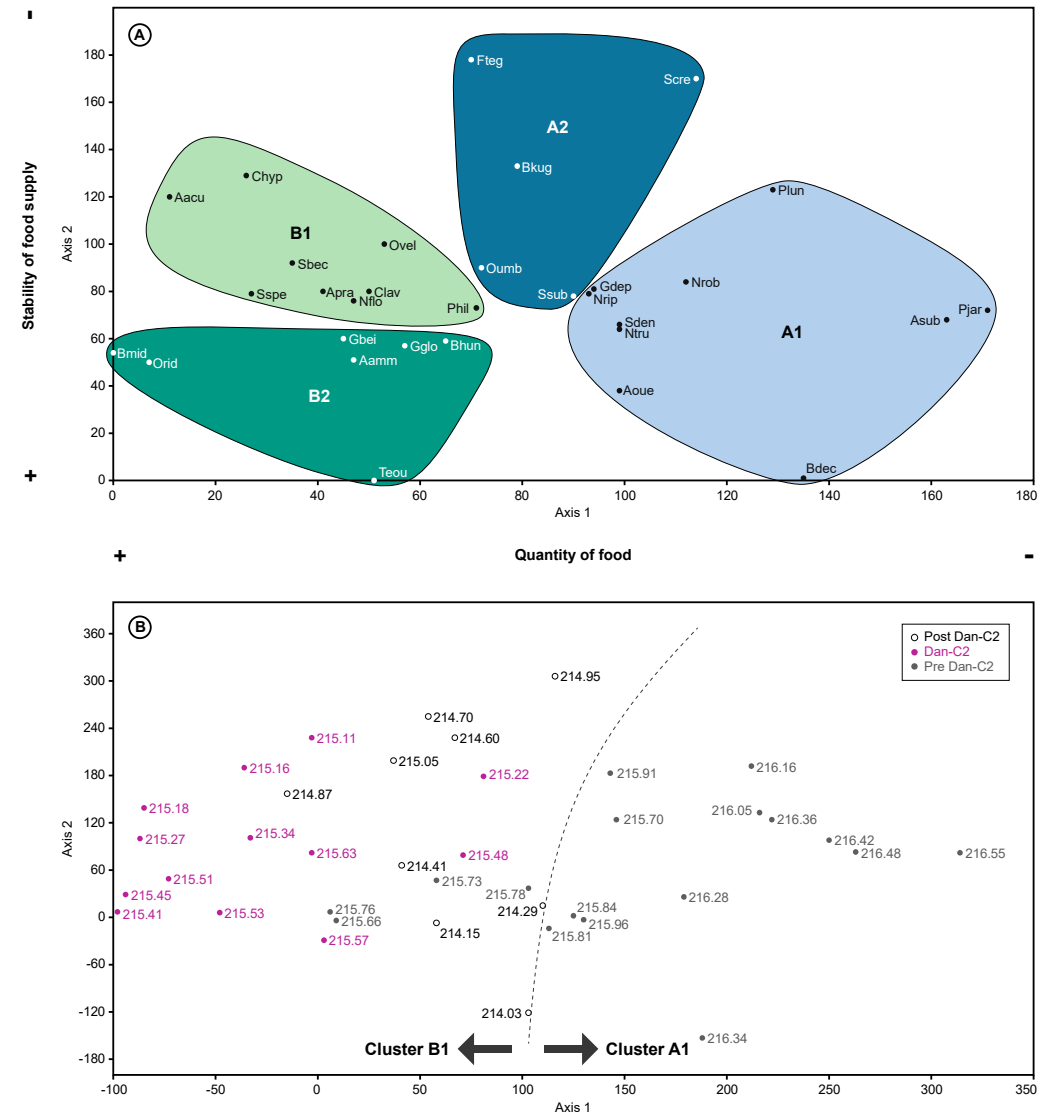 -
A
180
160
140
120
100
80
60
40
20
0
Axis 2
Stability of food supply
+
Fteg
Scre
A2
Bkug
Oumb
Ssub
Chyp
Aacu
B1
Ovel
Sbec
Sspe
Apra
Clav
Nflo
Phil
Plun
Gdep
Nrip
Nrob
Sden
Ntru
A1
Asub
Pjar
Aoue
Bdec
Bmid
Orid
Gbei
Gglo
Bhun
Aamm
B2
Teou
0 20 40 60 80 100 120 140 160 180
Axis 1
+ Quantity of food -
B
360
300
240
180
120
60
0
-60
-120
-180
Axis 2
Post Dan-C2
Dan-C2
Pre Dan-C2
214.95
214.70
214.60
215.11
215.05
215.16
215.22
215.91
216.16
214.87
215.18
215.70
216.05
216.36
215.27
215.34
216.42
215.63
215.48
216.48
216.55
214.41
215.51
215.73
215.45
215.78
216.28
215.41
215.53
215.76
215.66
214.29
215.84
215.96
214.15
215.81
215.57
214.03
216.34
Cluster B1
Cluster A1
-100 -50 0 50 100 150 200 250 300 350
Axis 1